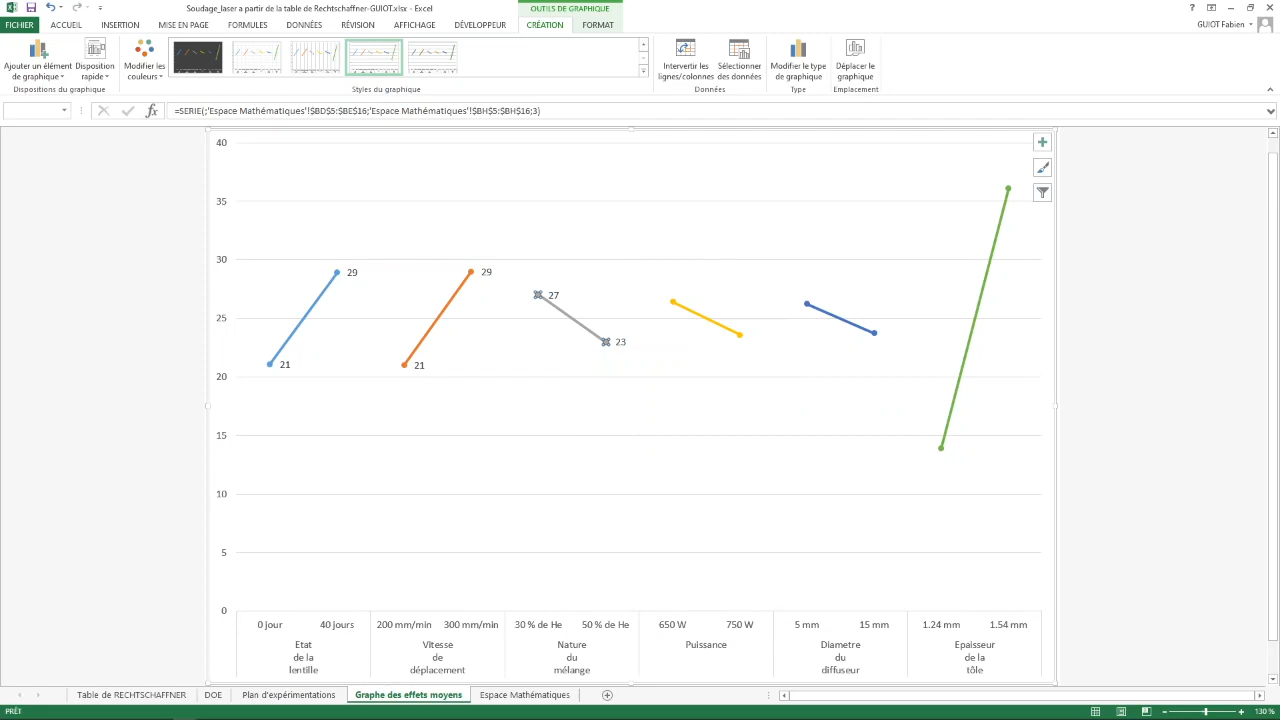 Soudage_laser a partir de la table de Rechtschaffner-GUIOT.xlsx - Excel
OUTILS DE GRAPHIQUE
?
FICHIER ACCUEIL INSERTION MISE EN PAGE FORMULES DONNÉES RÉVISION AFFICHAGE DÉVELOPPEUR CRÉATION FORMAT GUIOT Fabien
Ajouter un élément de graphique
Disposition rapide
Modifier les couleurs
Intervertir les lignes/colonnes
Sélectionner des données
Modifier le type de graphique
Déplacer le graphique
Dispositions du graphique Styles du graphique Données Type Emplacement
fx =SERIE(;'Espace Mathématiques'!$BD$5:$BE$16;'Espace Mathématiques'!$BH$5:$BH$16;3)
40
35
30
29 29
27
25
23
21 21
20
15
10
5
0
0 jour 40 jours 200 mm/min 300 mm/min 30 % de He 50 % de He 650 W 750 W 5 mm 15 mm 1.24 mm 1.54 mm
Etat Vitesse Nature Puissance Diametre Epaisseur
de la de du du de la
lentille déplacement mélange diffuseur tôle
Table de RECHTSCHAFFNER DOE Plan d'expérimentations Graphe des effets moyens Espace Mathématiques
PRÊT 130 %